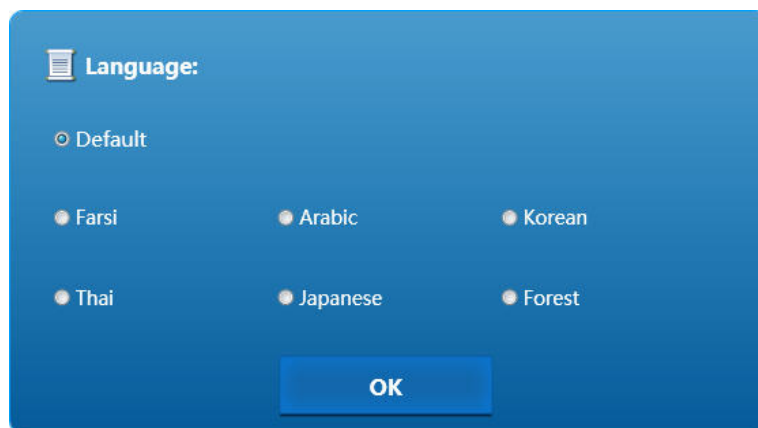 Language:
Default
Farsi Arabic Korean
Thai Japanese Forest
OK